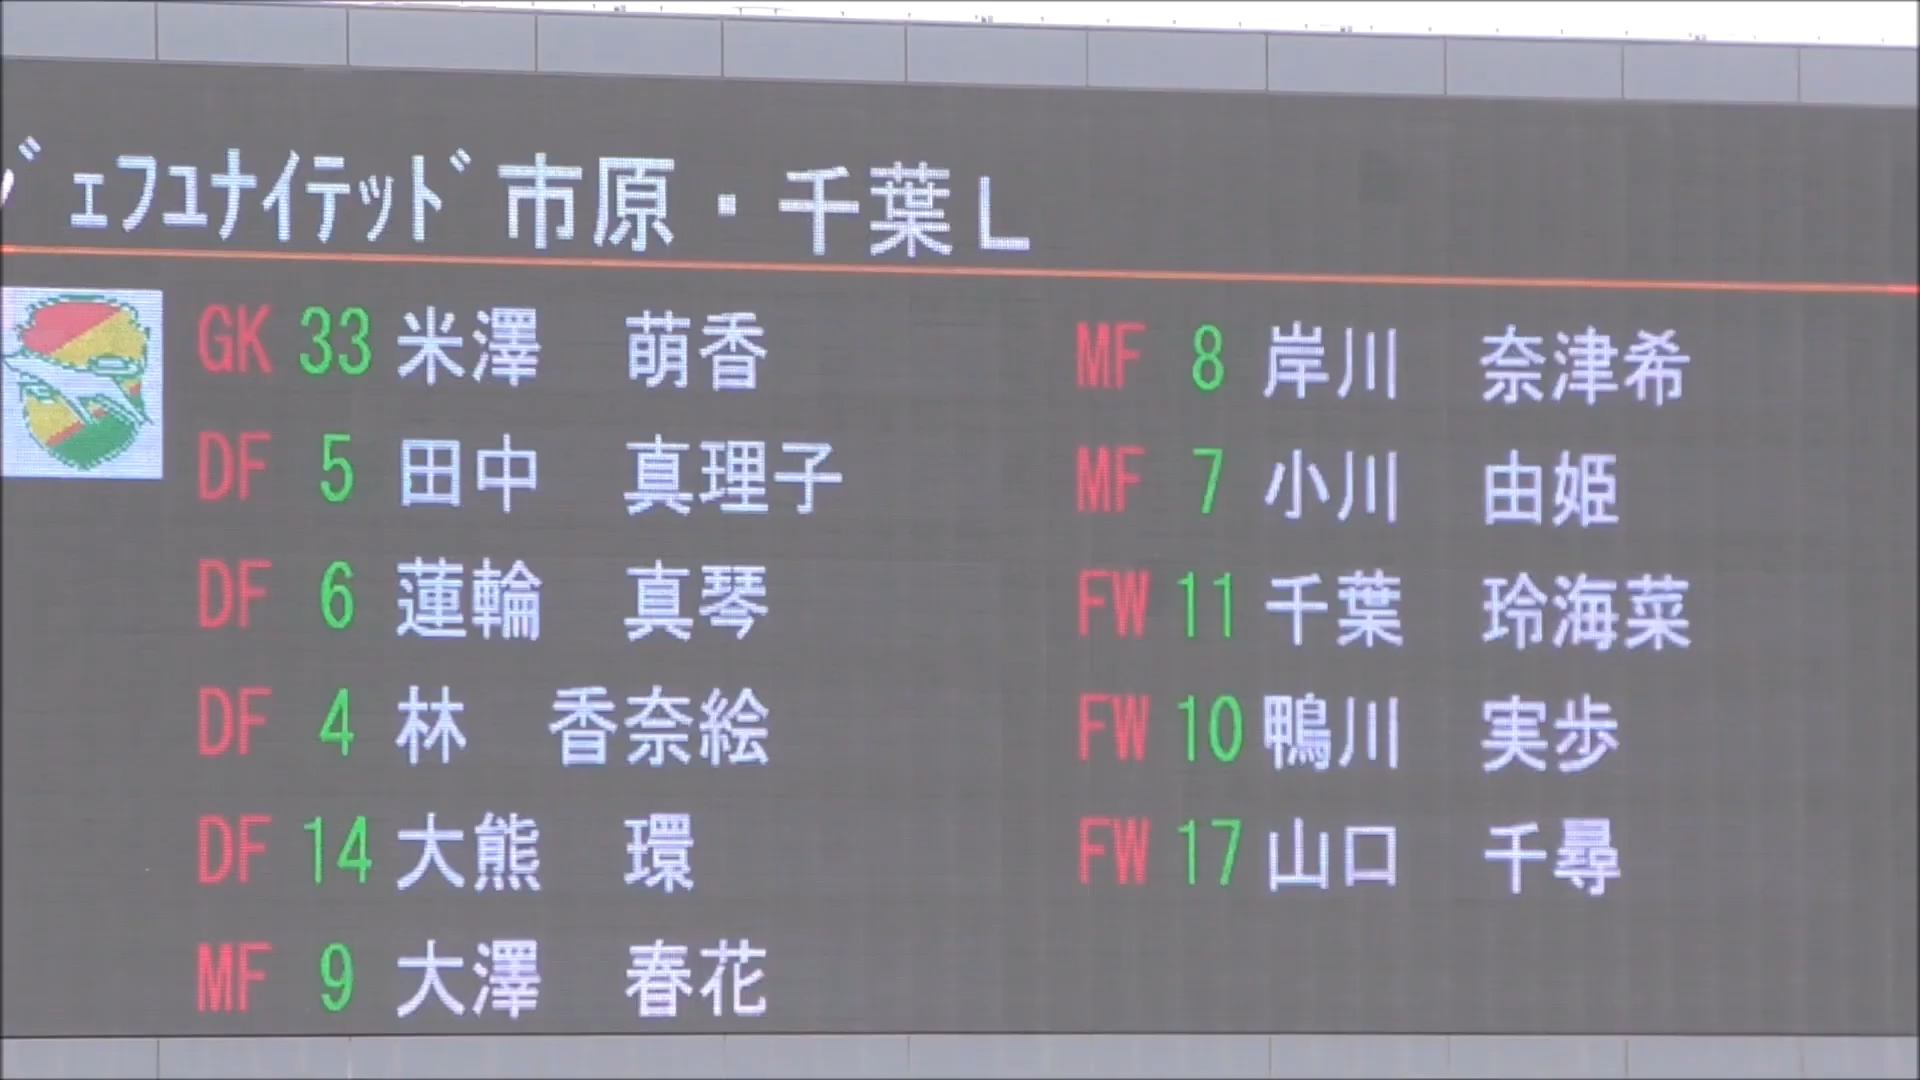 ｼﾞｪﾌﾕﾅｲﾃｯﾄﾞ市原・千葉L
GK 33 米澤 萌香
DF 5 田中 真理子
DF 6 蓮輪 真琴
DF 4 林 香奈絵
DF 14 大熊 環
MF 9 大澤 春花
MF 8 岸川 奈津希
MF 7 小川 由姫
FW 11 千葉 玲海菜
FW 10 鴨川 実歩
FW 17 山口 千尋